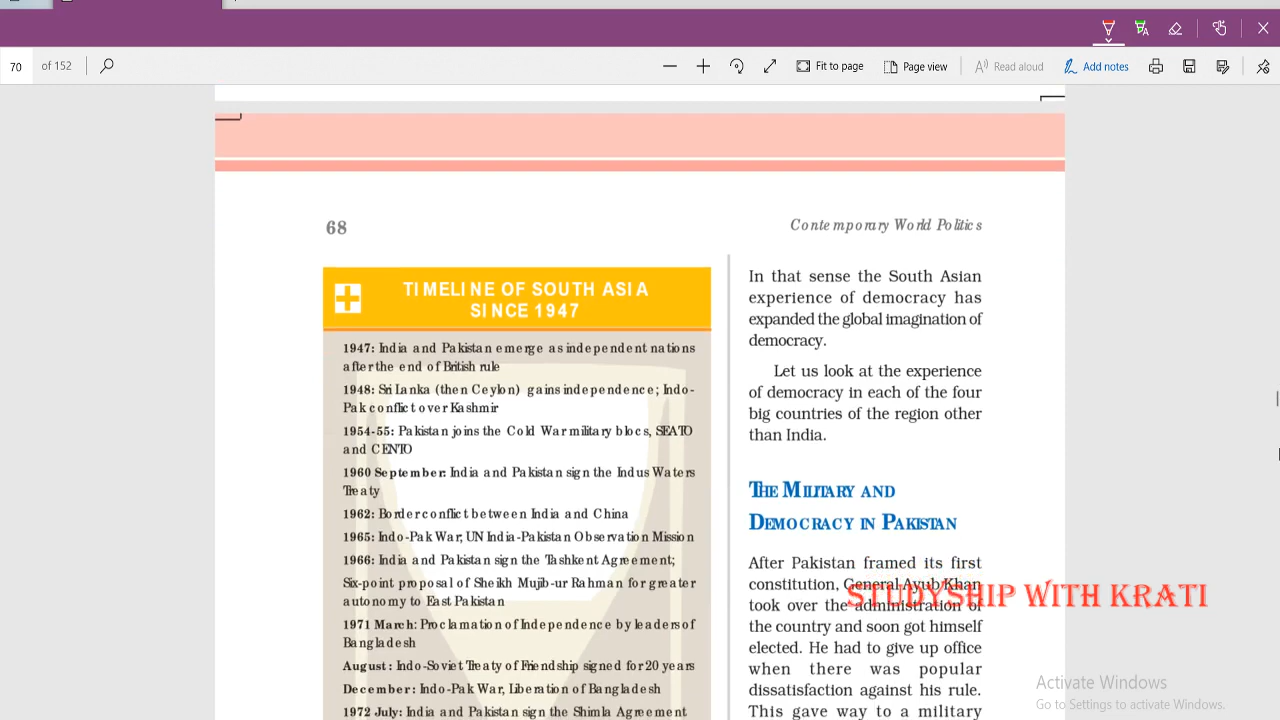 70 of 152
Fit to page
Page view
Read aloud
Add notes
68
Contemporary World Politics
TIMELINE OF SOUTH ASIA
SINCE 1947
1947: India and Pakistan emerge as independent nations
after the end of British rule
1948: Sri Lanka (then Ceylon) gains independence; Indo-
Pak conflict over Kashmir
1954-55: Pakistan joins the Cold War military blocs, SEATO
and CENTO
1960 September: India and Pakistan sign the Indus Waters
Treaty
1962: Border conflict between India and China
1965: Indo-Pak War, UN India-Pakistan Observation Mission
1966: India and Pakistan sign the Tashkent Agreement;
Six-point proposal of Sheikh Mujib-ur Rahman for greater
autonomy to East Pakistan
1971 March: Proclamation of Independence by leaders of
Bangladesh
August : Indo-Soviet Treaty of Friendship signed for 20 years
December : Indo-Pak War, Liberation of Bangladesh
1972 July: India and Pakistan sign the Shimla Agreement
In that sense the South Asian
experience of democracy has
expanded the global imagination of
democracy.
Let us look at the experience
of democracy in each of the four
big countries of the region other
than India.
THE MILITARY AND
DEMOCRACY IN PAKISTAN
After Pakistan framed its first
constitution, General Ayub Khan
took over the administration of
the country and soon got himself
elected. He had to give up office
when there was popular
dissatisfaction against his rule.
This gave way to a military
STUDYSHIP WITH KRATI
Activate Windows
Go to Settings to activate Windows.